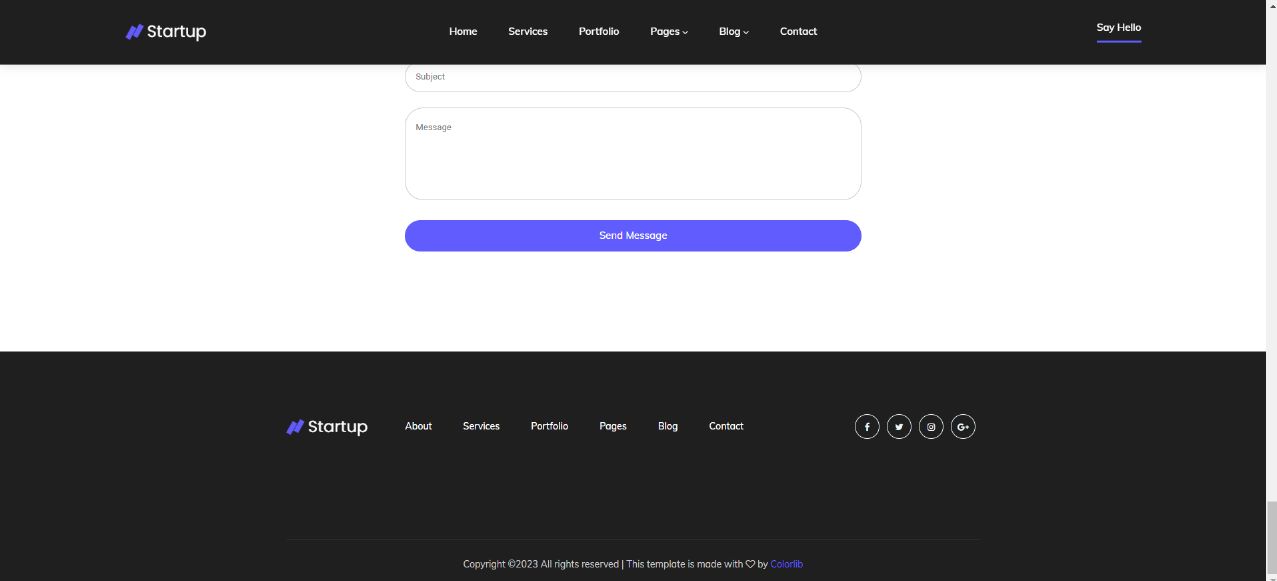 Startup Home Services Portfolio Pages Blog Contact Say Hello
Subject
Message
Send Message
Startup About Services Portfolio Pages Blog Contact
Copyright ©2023 All rights reserved | This template is made with ♡ by Colorlib